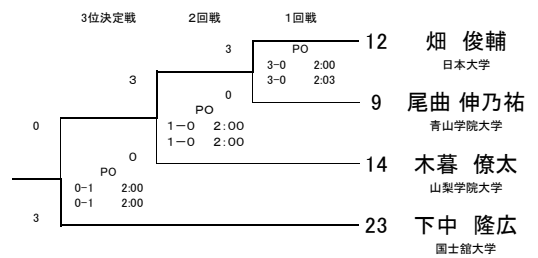 3位決定戦 2回戦 1回戦
3 PO 12 畑 俊輔
3-0 2:00 日本大学
3-0 2:03
3 0
PO 9 尾曲 伸乃祐
1-0 2:00 青山学院大学
1-0 2:00
0
0 14 木暮 僚太
PO 山梨学院大学
0-1 2:00
0-1 2:00
3 23 下中 隆広
国士舘大学